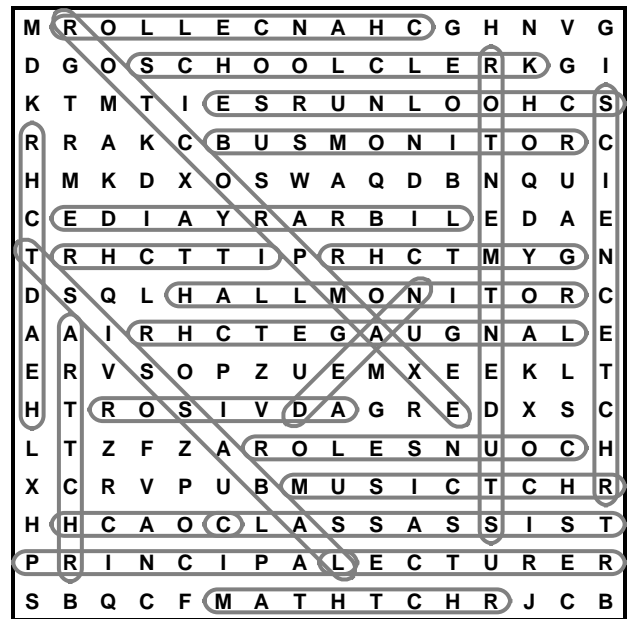 M R O L L E C N A H C G H N V G
D G O S C H O O L C L E R K G I
K T M T I E S R U N L O O H C S
R R A K C B U S M O N I T O R C
H M K D X O S W A Q D B N Q U I
C E D I A Y R A R B I L E D A E
T R H C T T I P R H C T M Y G N
D S Q L H A L L M O N I T O R C
A A I R H C T E G A U G N A L E
E R V S O P Z U E M X E E K L T
H T R O S I V D A G R E D X S C
L T Z F Z A R O L E S N U O C H
X C R V P U B M U S I C T C H R
H H C A O C L A S S A S S I S T
P R I N C I P A L E C T U R E R
S B Q C F M A T H T C H R J C B